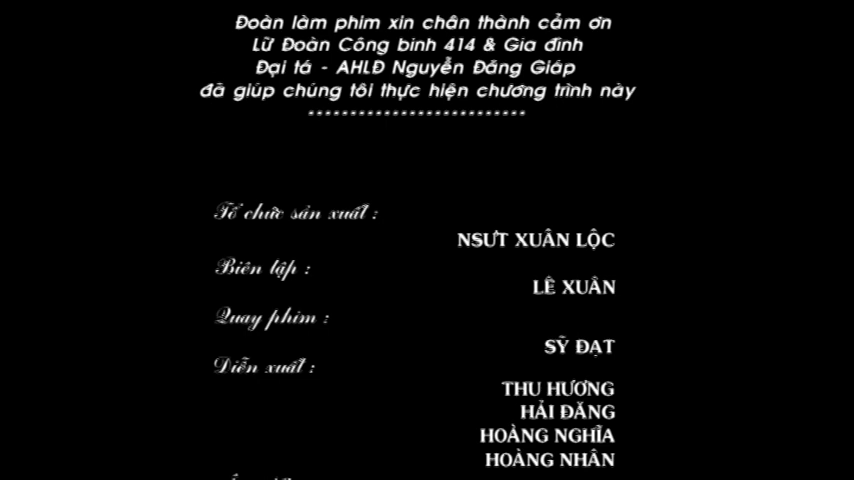 Đoàn làm phim xin chân thành cảm ơn
Lữ Đoàn Công binh 414 & Gia đình
Đại tá - AHLĐ Nguyễn Đăng Giáp
đã giúp chúng tôi thực hiện chương trình này
Tổ chức sản xuất :
NSƯT XUÂN LỘC
Biên tập :
LÊ XUÂN
Quay phim :
SỸ ĐẠT
Diễn xuất :
THU HƯƠNG
HẢI ĐĂNG
HOÀNG NGHĨA
HOÀNG NHÂN